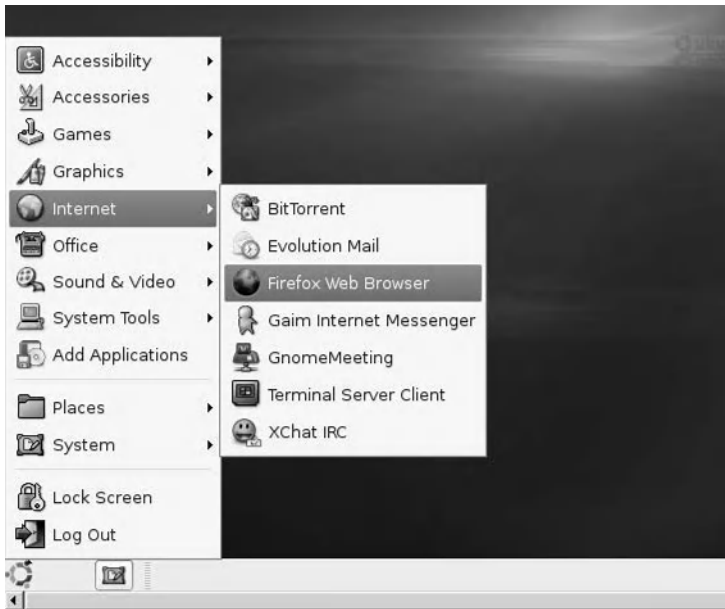 Accessibility
Accessories
Games
Graphics
Internet
Office
Sound & Video
System Tools
Add Applications
Places
System
Lock Screen
Log Out
BitTorrent
Evolution Mail
Firefox Web Browser
Gaim Internet Messenger
GnomeMeeting
Terminal Server Client
XChat IRC